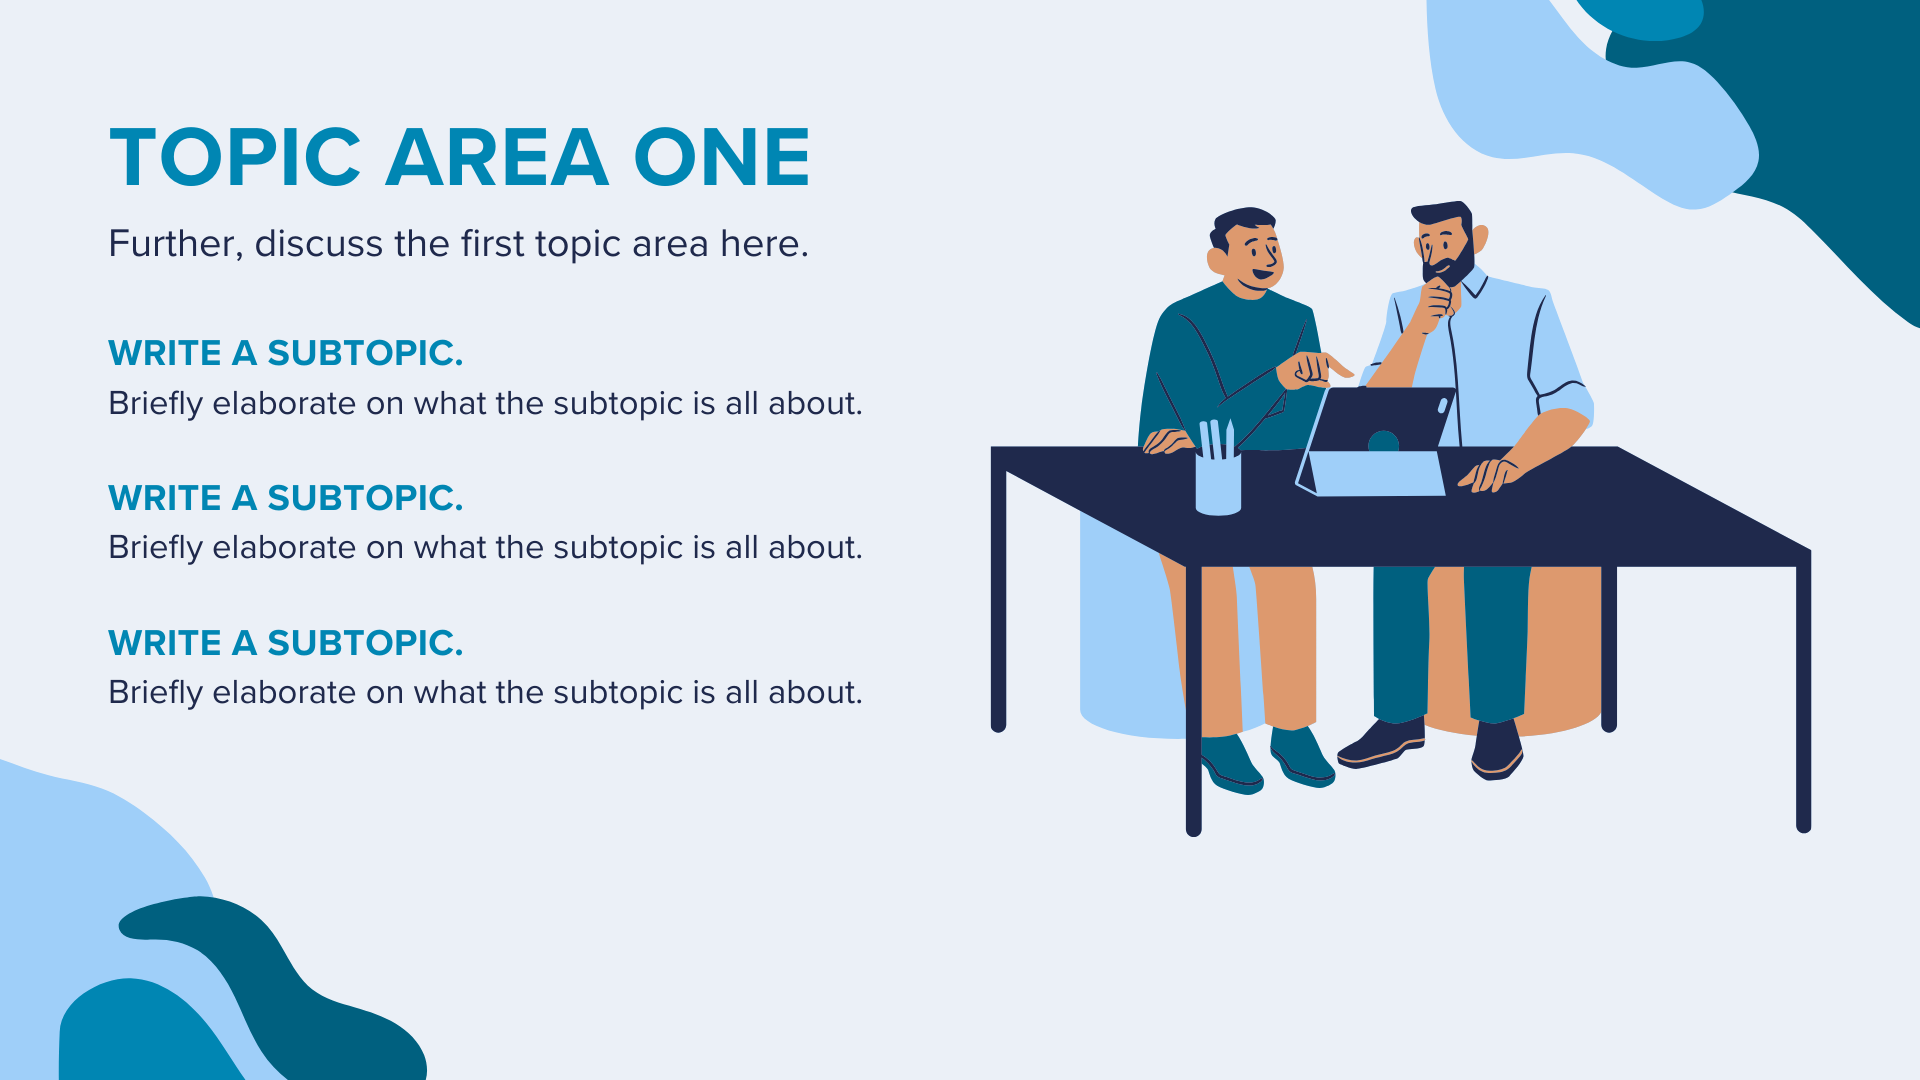 TOPIC AREA ONE
Further, discuss the first topic area here.
WRITE A SUBTOPIC.
Briefly elaborate on what the subtopic is all about.
WRITE A SUBTOPIC.
Briefly elaborate on what the subtopic is all about.
WRITE A SUBTOPIC.
Briefly elaborate on what the subtopic is all about.